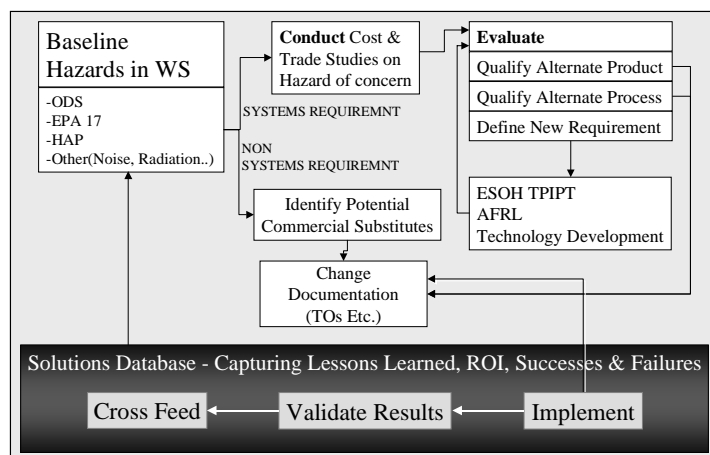 Baseline
Hazards in WS
-ODS
-EPA 17
-HAP
-Other(Noise, Radiation..)
Conduct Cost &
Trade Studies on
Hazard of concern
SYSTEMS REQUIREMNT
NON
SYSTEMS REQUIREMNT
Evaluate
Qualify Alternate Product
Qualify Alternate Process
Define New Requirement
ESOH TPIPT
AFRL
Technology Development
Identify Potential
Commercial Substitutes
Change
Documentation
(TOs Etc.)
Solutions Database - Capturing Lessons Learned, ROI, Successes & Failures
Cross Feed
Validate Results
Implement